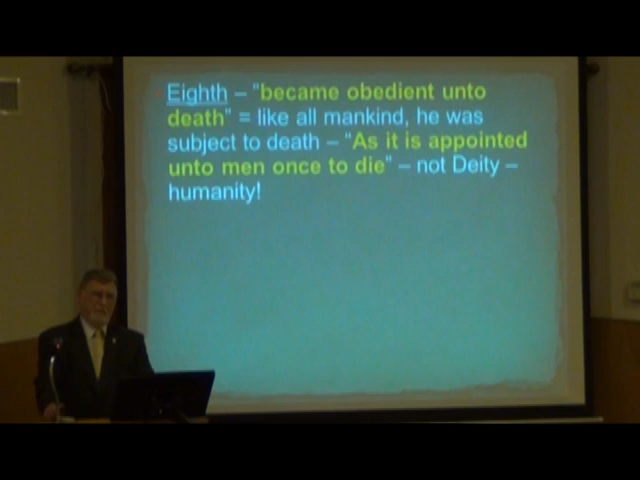 Eighth – "became obedient unto
death" = like all mankind, he was
subject to death – "As it is appointed
unto men once to die" – not Deity –
humanity!